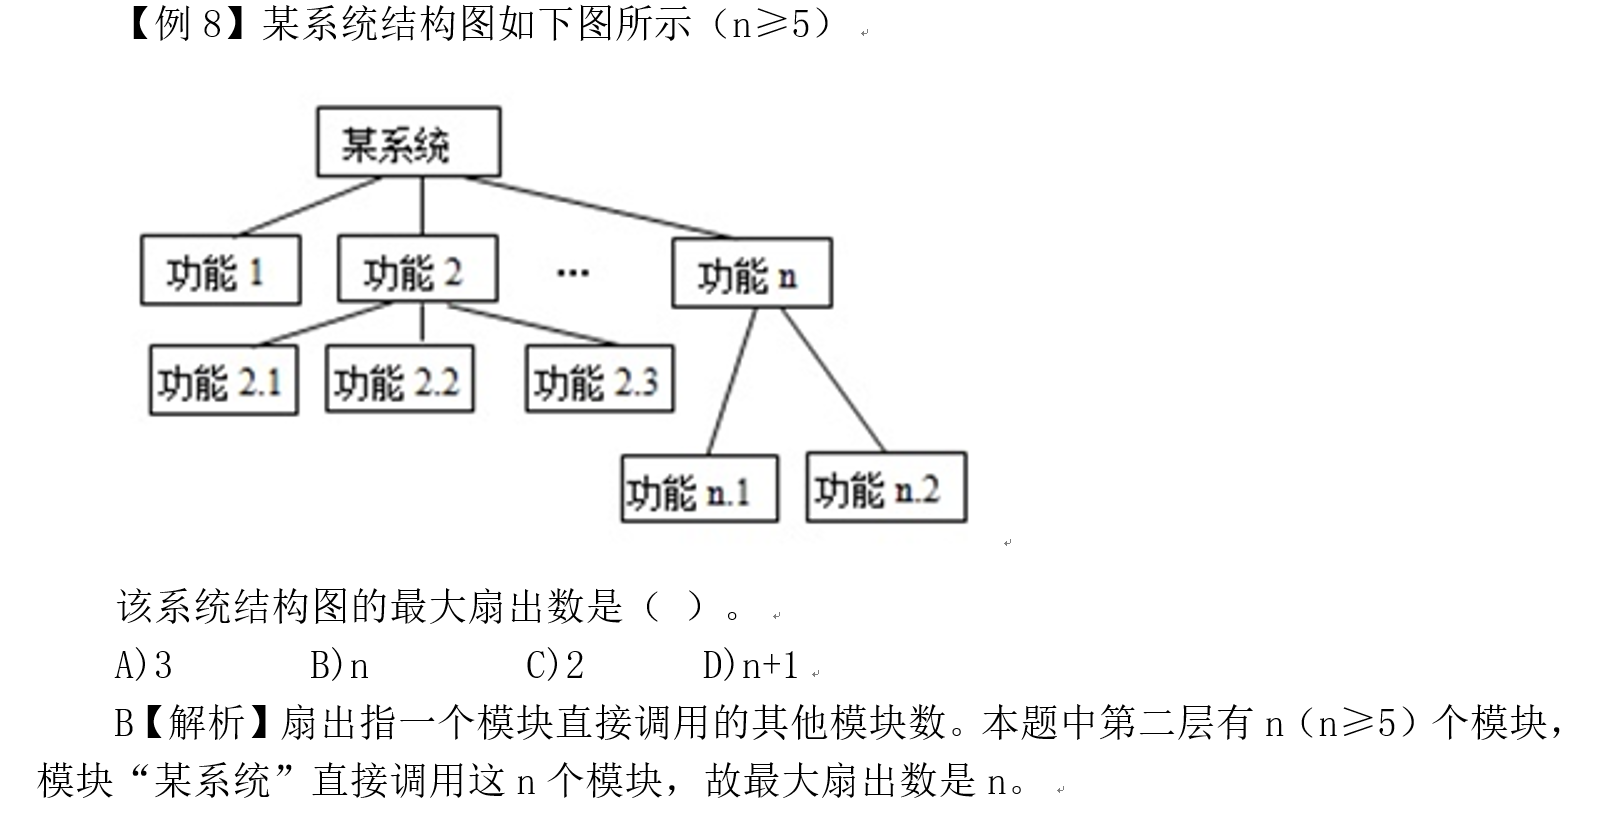 【例 8】某系统结构图如下图所示（n≥5）
某系统
功能 1
功能 2
...
功能 n
功能 2.1
功能 2.2
功能 2.3
功能 n.1
功能 n.2
该系统结构图的最大扇出数是（ ）。
A)3 B)n C)2 D)n+1
B【解析】扇出指一个模块直接调用的其他模块数。本题中第二层有 n（n≥5）个模块，
模块“某系统”直接调用这 n 个模块，故最大扇出数是 n。